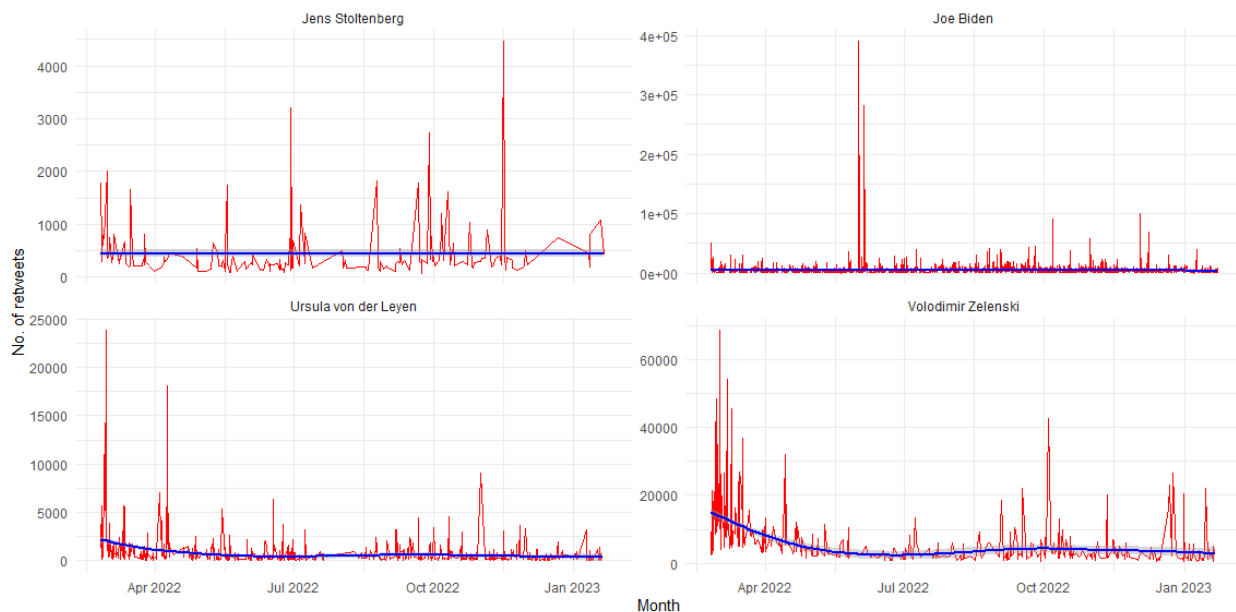 Jens Stoltenberg
Joe Biden
No. of retweets
4000
3000
2000
1000
0
4e+05
3e+05
2e+05
1e+05
0e+00
Ursula von der Leyen
Volodimir Zelenski
25000
20000
15000
10000
5000
0
60000
40000
20000
0
Apr 2022 Jul 2022 Oct 2022 Jan 2023
Apr 2022 Jul 2022 Oct 2022 Jan 2023
Month